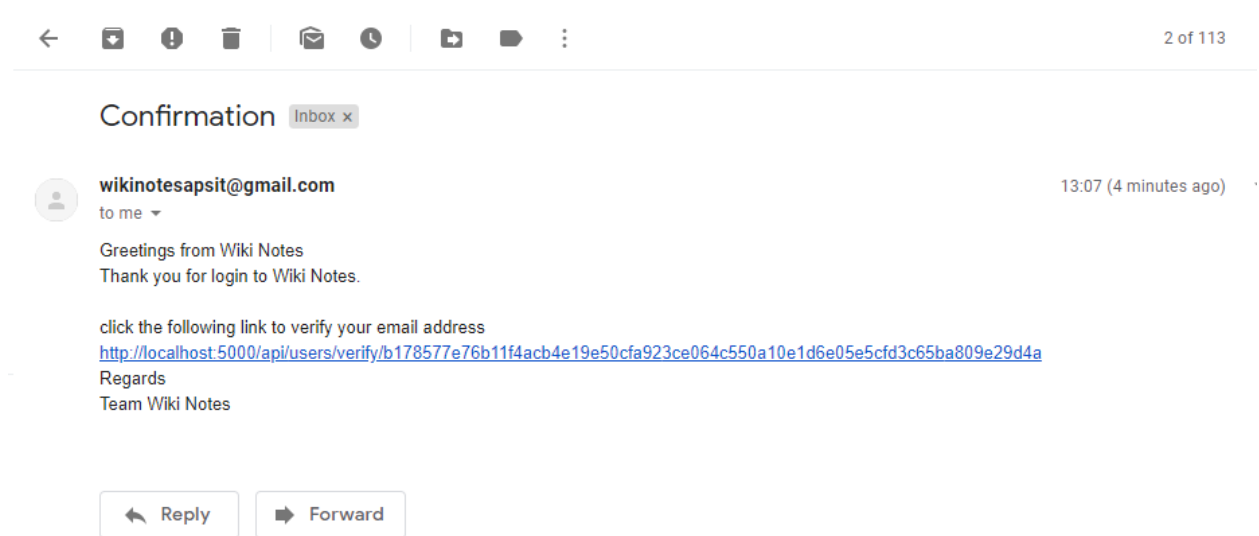 2 of 113
Confirmation Inbox x
wikinotesapsit@gmail.com 13:07 (4 minutes ago)
to me
Greetings from Wiki Notes
Thank you for login to Wiki Notes.
click the following link to verify your email address
http://localhost:5000/api/users/verify/b178577e76b11f4acb4e19e50cfa923ce064c550a10e1d6e05e5cfd3c65ba809e29d4a
Regards
Team Wiki Notes
Reply Forward